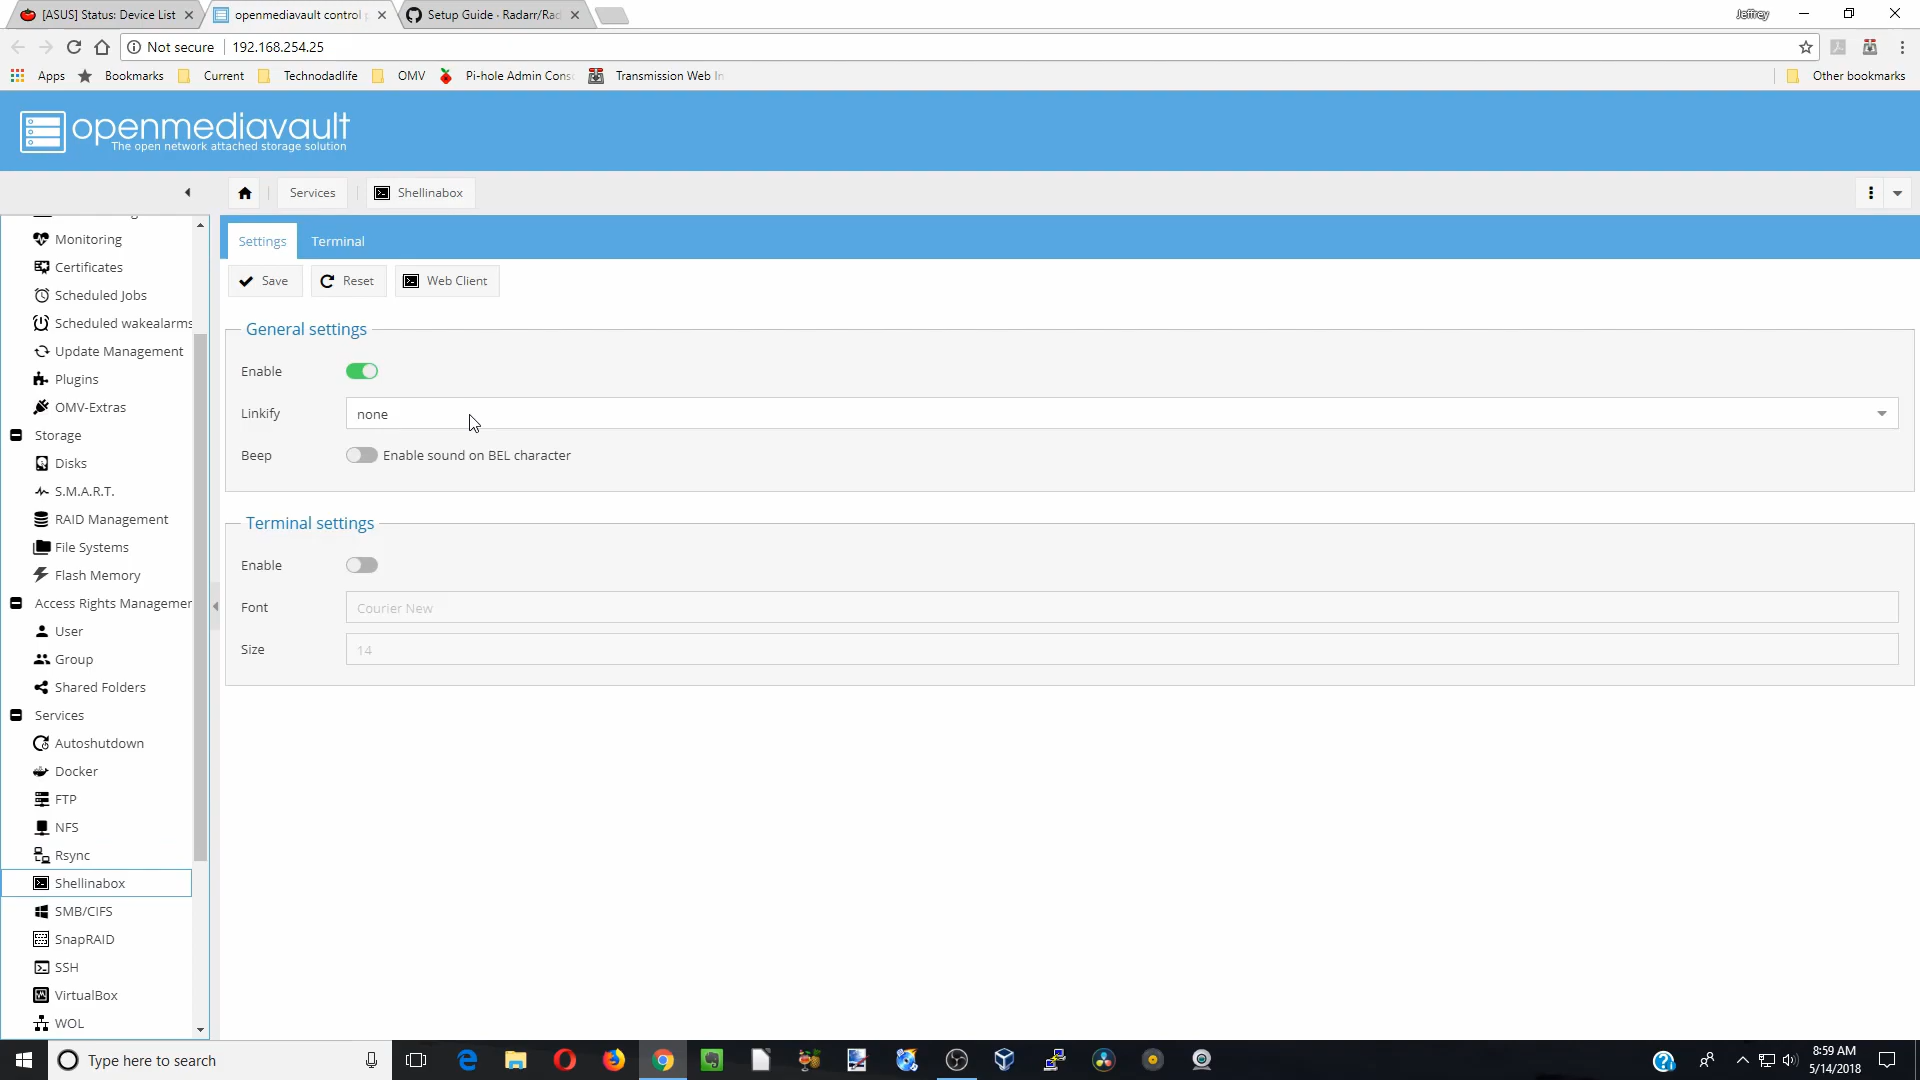 [ASUS] Status: Device List
openmediavault control p
Setup Guide · Radarr/Rad
Jeffrey
Not secure
192.168.254.25
Apps
Bookmarks
Current
Technodadlife
OMV
Pi-hole Admin Cons
Transmission Web In
Other bookmarks
openmediavault
The open network attached storage solution
Services
Shellinabox
Monitoring
Certificates
Scheduled Jobs
Scheduled wakealarms
Update Management
Plugins
OMV-Extras
Storage
Disks
S.M.A.R.T.
RAID Management
File Systems
Flash Memory
Access Rights Managemen
User
Group
Shared Folders
Services
Autoshutdown
Docker
FTP
NFS
Rsync
Shellinabox
SMB/CIFS
SnapRAID
SSH
VirtualBox
WOL
Settings
Terminal
Save
Reset
Web Client
General settings
Enable
Linkify
none
Beep
Enable sound on BEL character
Terminal settings
Enable
Font
Courier New
Size
14
Type here to search
8:59 AM
5/14/2018